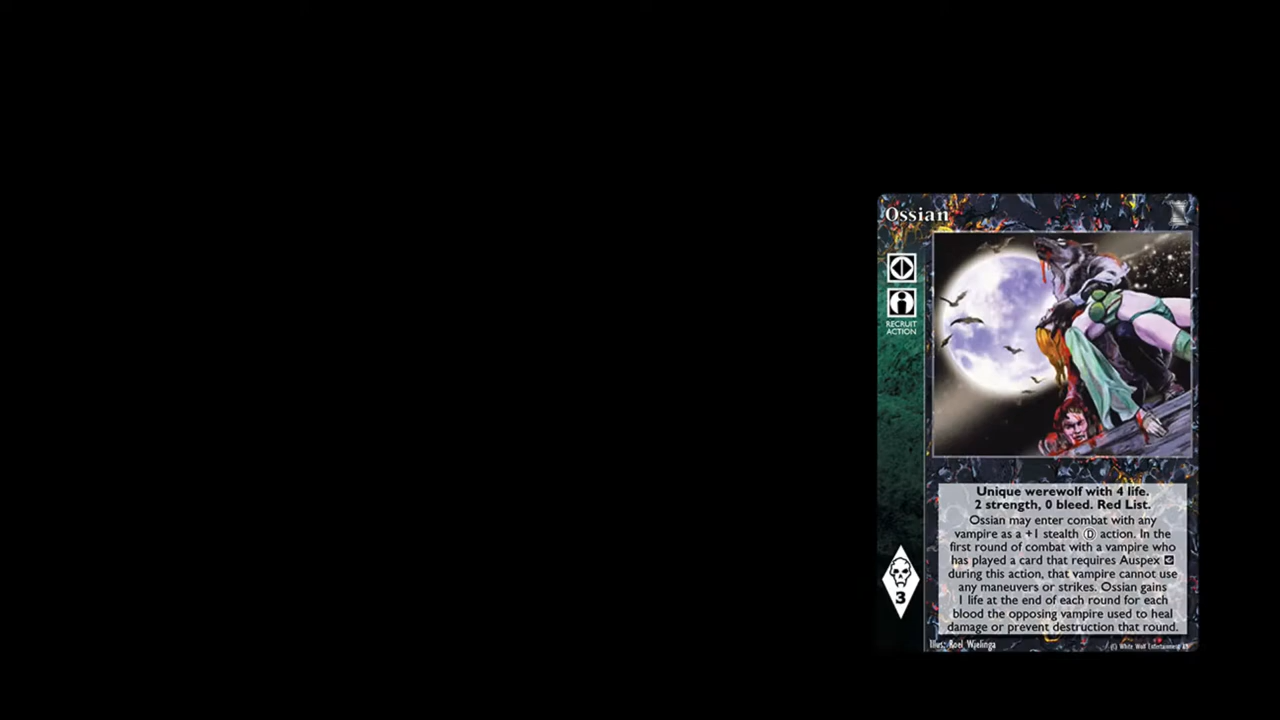 Ossian
RECRUIT
ACTION
Unique werewolf with 4 life.
2 strength, 0 bleed. Red List.
Ossian may enter combat with any
vampire as a +1 stealth Ⓓ action. In the
first round of combat with a vampire who
has played a card that requires Auspex
during this action, that vampire cannot use
any maneuvers or strikes. Ossian gains
1 life at the end of each round for each
blood the opposing vampire used to heal
damage or prevent destruction that round.
3
Illus: Roel Wielinga
(C) White Wolf Entertainment